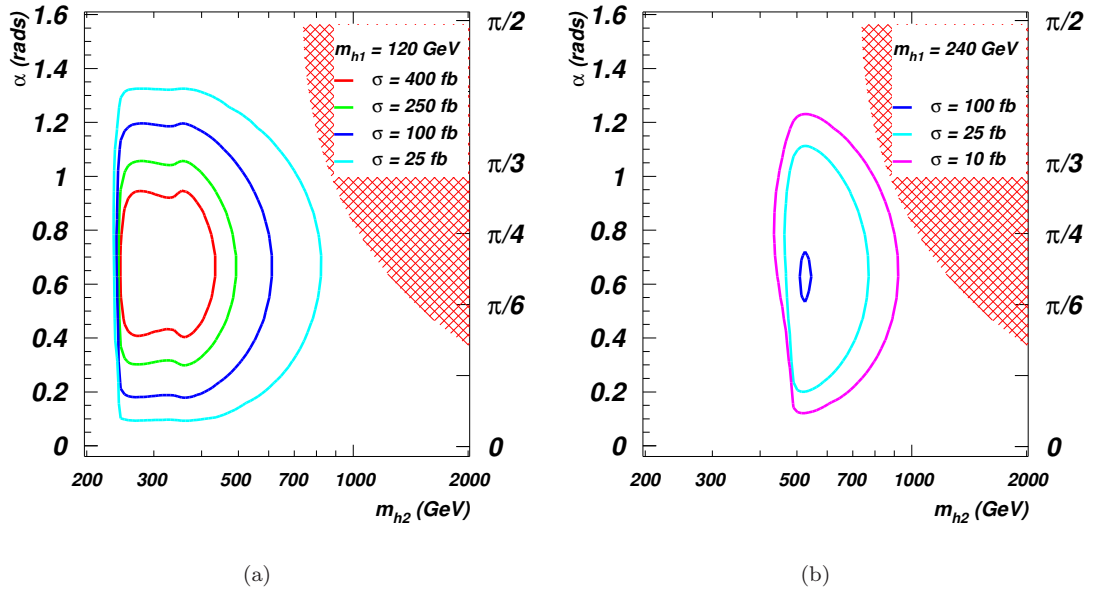 α (rads)
1.6
1.4
1.2
1
0.8
0.6
0.4
0.2
0
m_h1 = 120 GeV
σ = 400 fb
σ = 250 fb
σ = 100 fb
σ = 25 fb
π/2
π/3
π/4
π/6
0
200 300 500 700 1000 2000
m_h2 (GeV)
(a)
α (rads)
1.6
1.4
1.2
1
0.8
0.6
0.4
0.2
0
m_h1 = 240 GeV
σ = 100 fb
σ = 25 fb
σ = 10 fb
π/2
π/3
π/4
π/6
0
200 300 500 700 1000 2000
m_h2 (GeV)
(b)